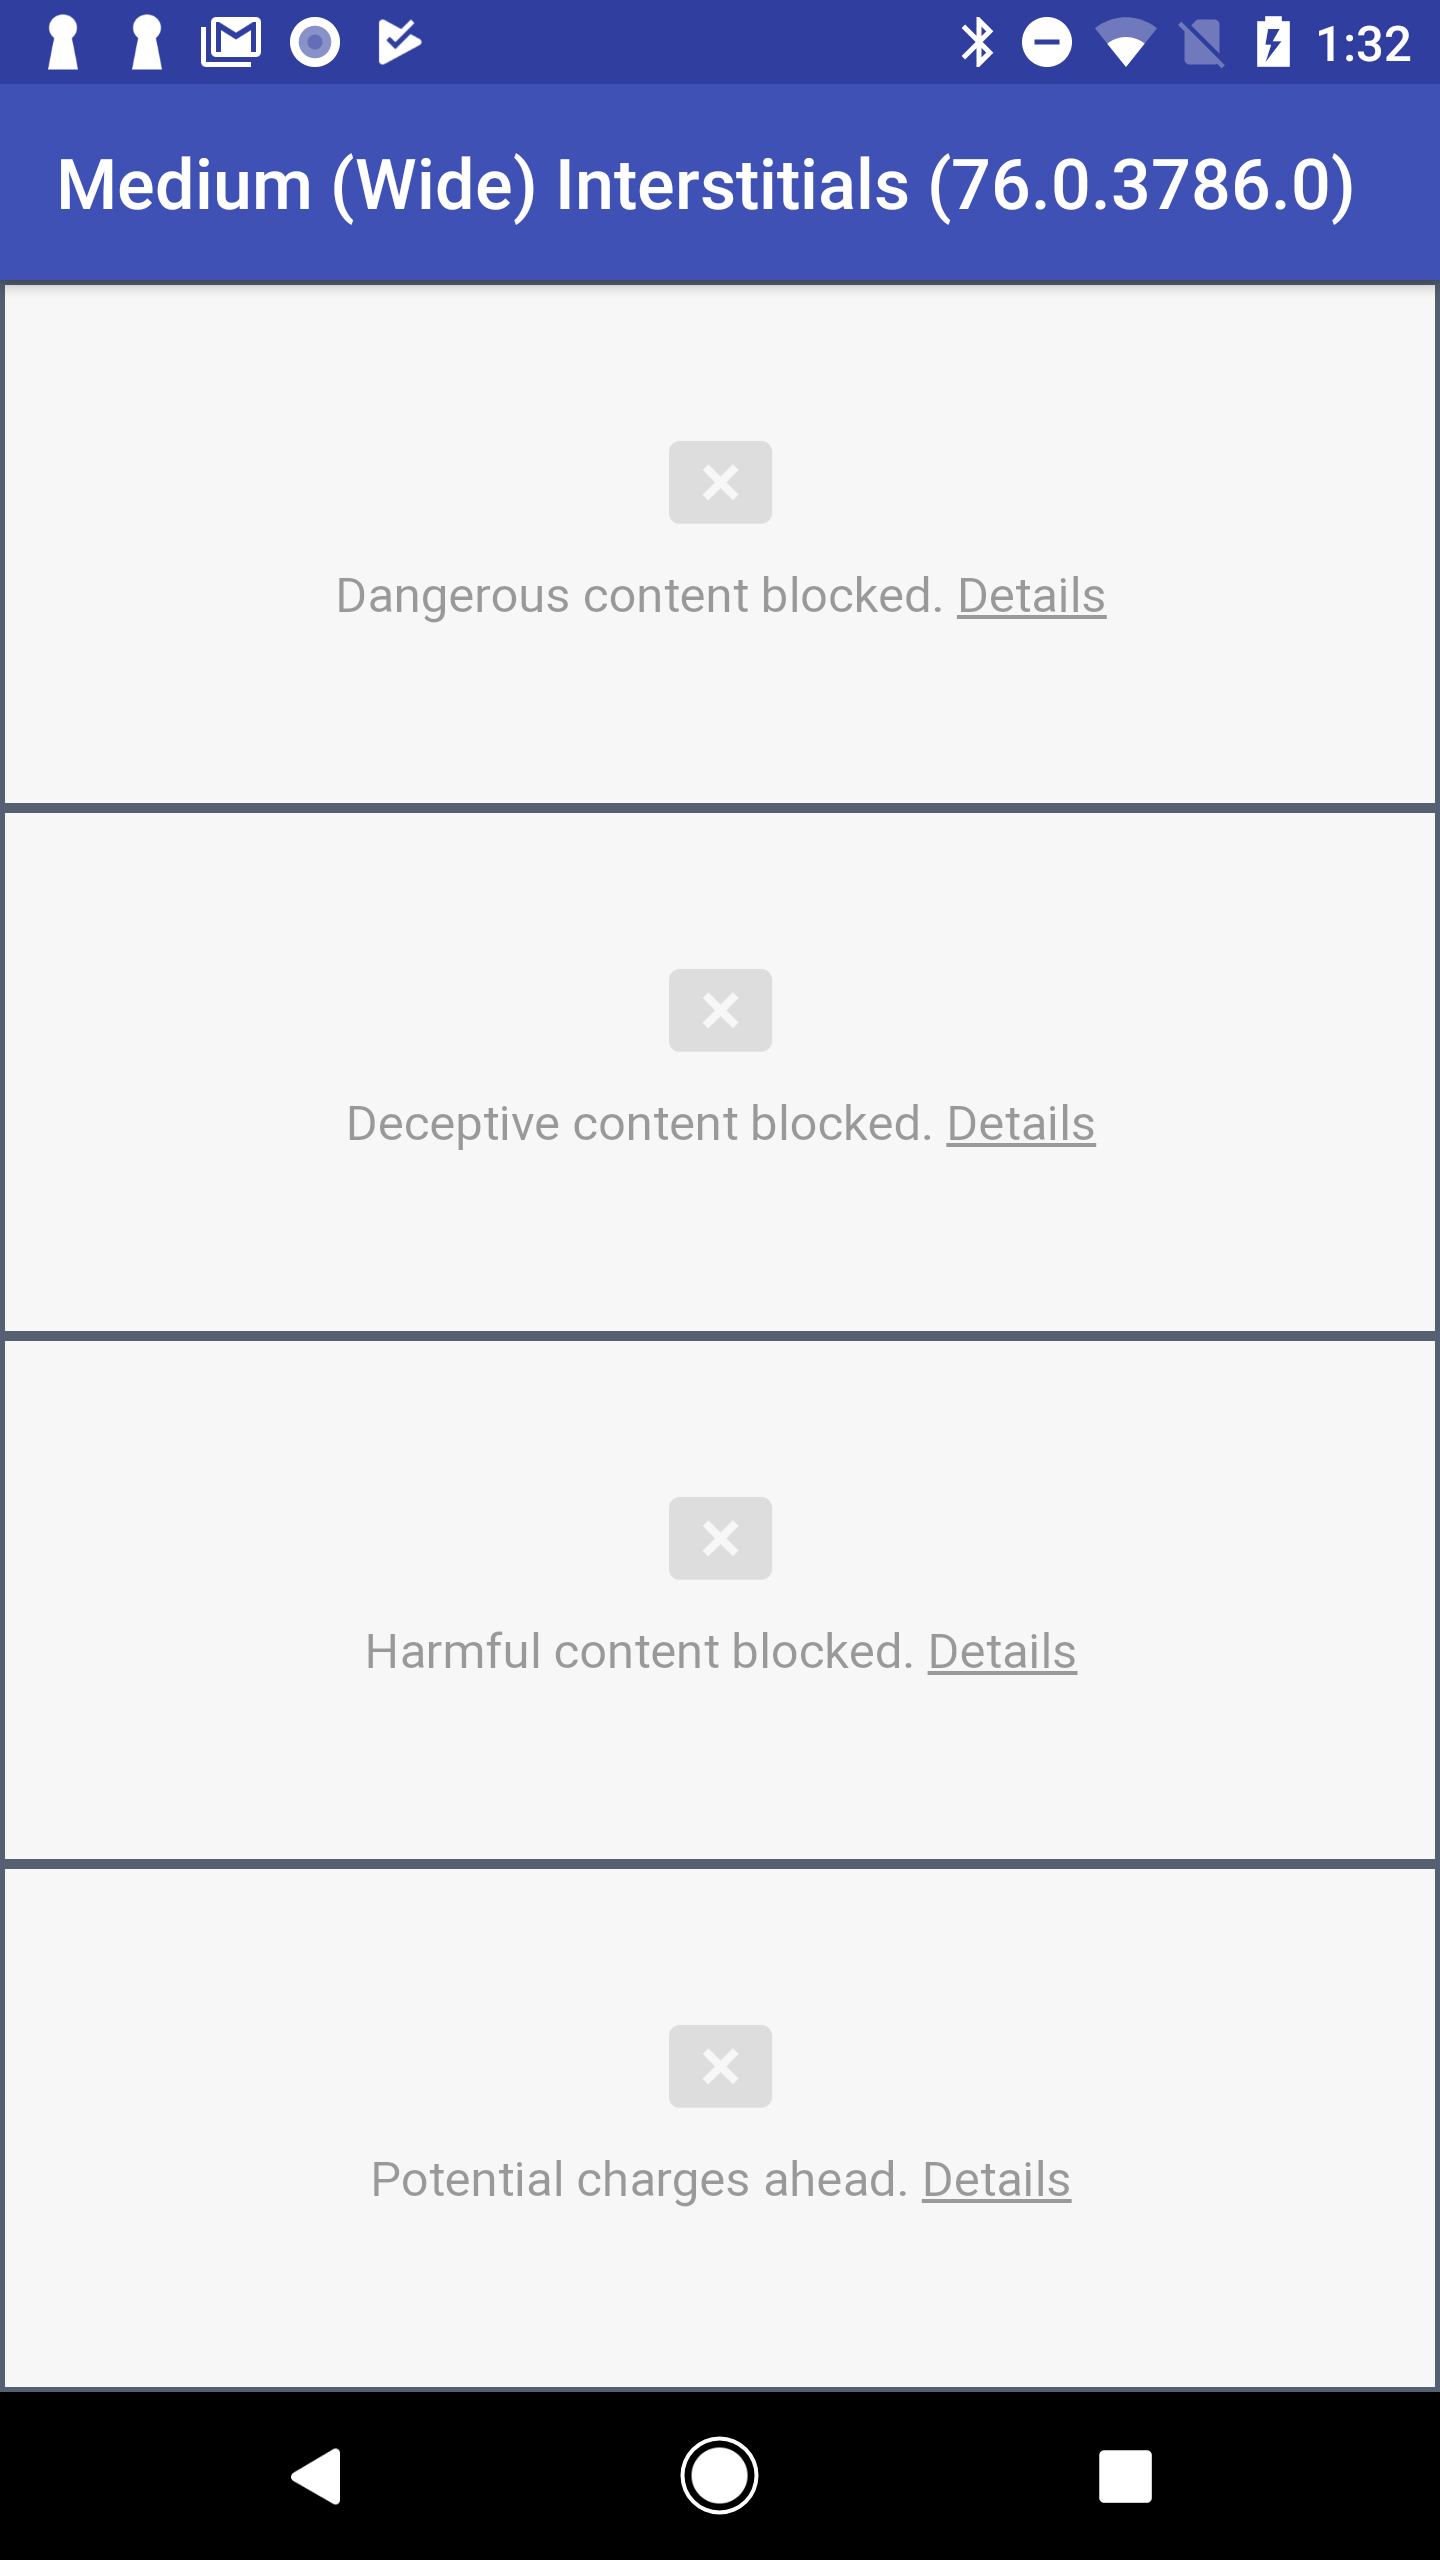 1:32
Medium (Wide) Interstitials (76.0.3786.0)
Dangerous content blocked. Details
Deceptive content blocked. Details
Harmful content blocked. Details
Potential charges ahead. Details